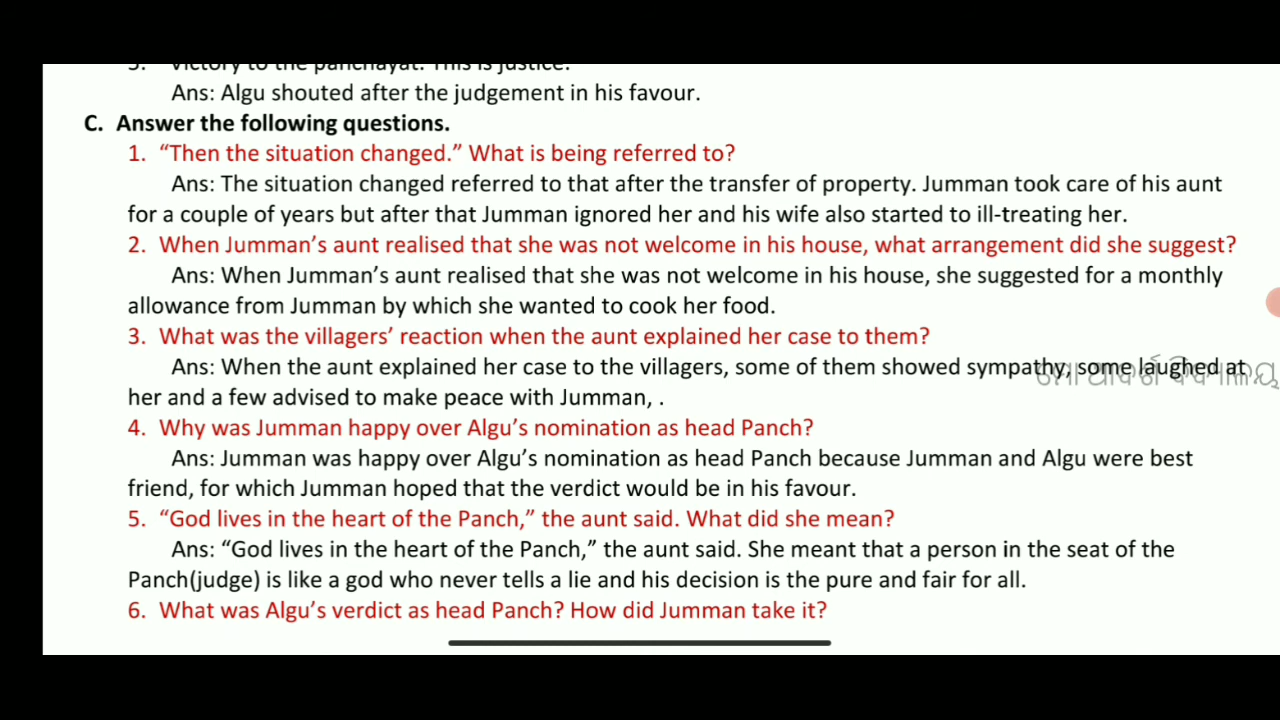 3. "Victory to the panchayat. This is justice."
Ans: Algu shouted after the judgement in his favour.
C. Answer the following questions.
1. “Then the situation changed.” What is being referred to?
Ans: The situation changed referred to that after the transfer of property. Jumman took care of his aunt
for a couple of years but after that Jumman ignored her and his wife also started to ill-treating her.
2. When Jumman’s aunt realised that she was not welcome in his house, what arrangement did she suggest?
Ans: When Jumman’s aunt realised that she was not welcome in his house, she suggested for a monthly
allowance from Jumman by which she wanted to cook her food.
3. What was the villagers’ reaction when the aunt explained her case to them?
Ans: When the aunt explained her case to the villagers, some of them showed sympathy, some laughed at
her and a few advised to make peace with Jumman, .
ମୋ ଆଦର୍ଶ ବିଦ୍ୟାଳୟ
4. Why was Jumman happy over Algu’s nomination as head Panch?
Ans: Jumman was happy over Algu’s nomination as head Panch because Jumman and Algu were best
friend, for which Jumman hoped that the verdict would be in his favour.
5. “God lives in the heart of the Panch,” the aunt said. What did she mean?
Ans: “God lives in the heart of the Panch,” the aunt said. She meant that a person in the seat of the
Panch(judge) is like a god who never tells a lie and his decision is the pure and fair for all.
6. What was Algu’s verdict as head Panch? How did Jumman take it?